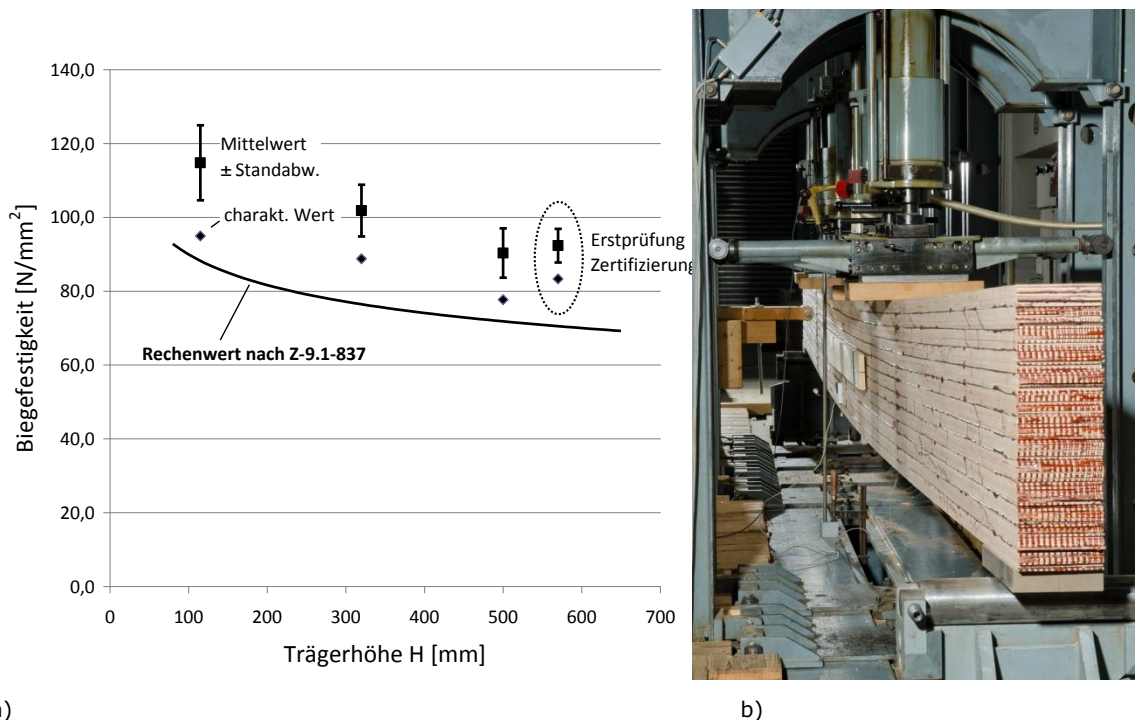 140,0
120,0
100,0
80,0
60,0
40,0
20,0
0,0
Biegefestigkeit [N/mm²]
Mittelwert
± Standabw.
charakt. Wert
Erstprüfung
Zertifizierung
Rechenwert nach Z-9.1-837
0 100 200 300 400 500 600 700
Trägerhöhe H [mm]
b)